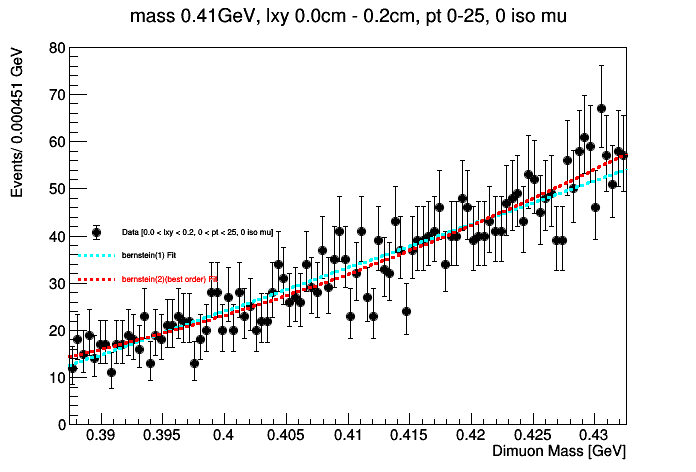 mass 0.41GeV, lxy 0.0cm - 0.2cm, pt 0-25, 0 iso mu
Events/ 0.000451 GeV
80
70
60
50
40
30
20
10
0
Data [0.0 < lxy < 0.2, 0 < pt < 25, 0 iso mu]
bernstein(1) Fit
bernstein(2)(best order) Fit
0.39 0.395 0.4 0.405 0.41 0.415 0.42 0.425 0.43
Dimuon Mass [GeV]